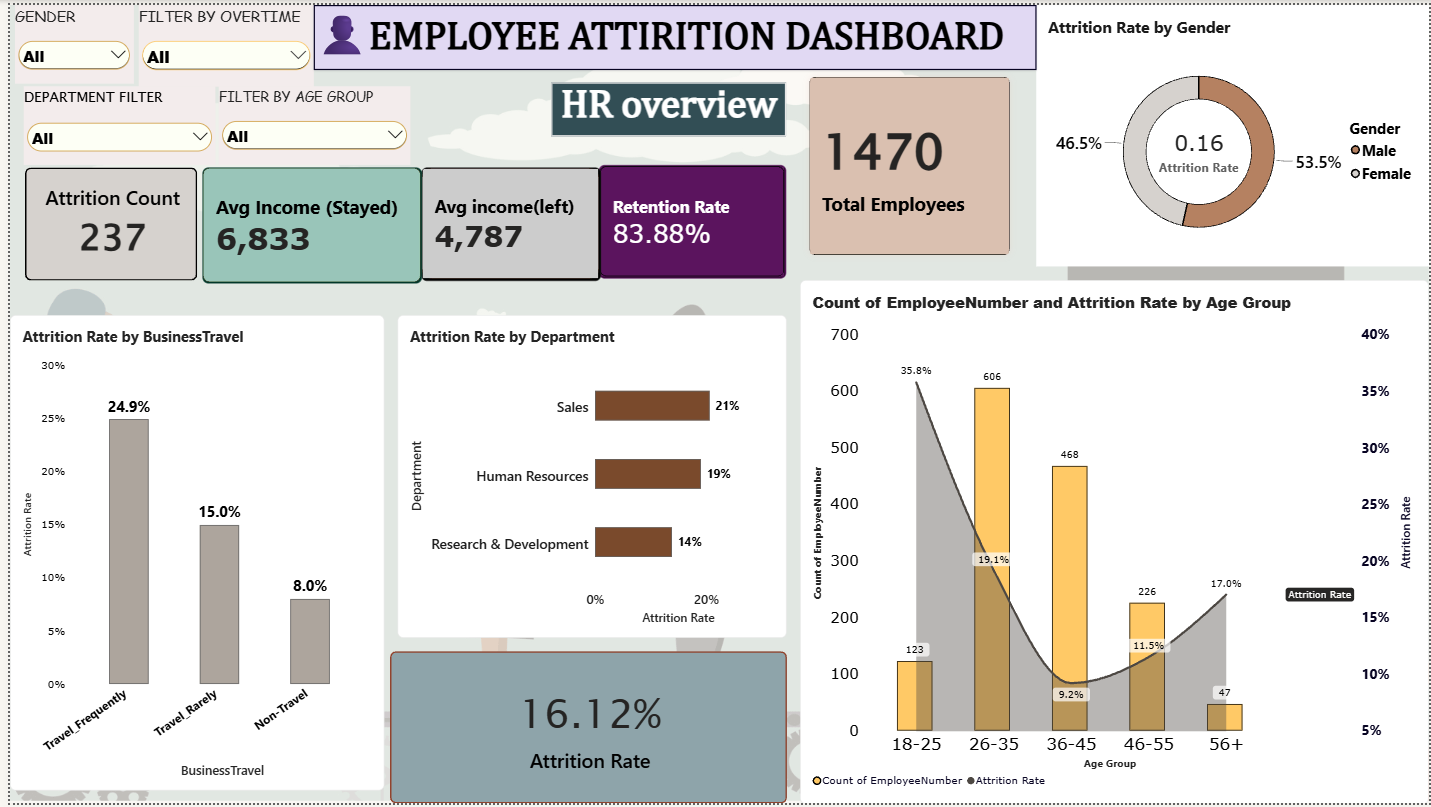 GENDER
All
FILTER BY OVERTIME
All
EMPLOYEE ATTIRITION DASHBOARD
DEPARTMENT FILTER
All
FILTER BY AGE GROUP
All
HR overview
Attrition Count
237
Avg Income (Stayed)
6,833
Avg income(left)
4,787
Retention Rate
83.88%
1470
Total Employees
Attrition Rate by Gender
46.5%
0.16
Attrition Rate
53.5%
Gender
Male
Female
Attrition Rate by BusinessTravel
30%
25%
20%
15%
10%
5%
0%
Attrition Rate
24.9%
15.0%
8.0%
Travel_Frequently
Travel_Rarely
Non-Travel
BusinessTravel
Attrition Rate by Department
Department
Sales
21%
Human Resources
19%
Research & Development
14%
0%
20%
Attrition Rate
16.12%
Attrition Rate
Count of EmployeeNumber and Attrition Rate by Age Group
700
600
500
400
300
200
100
0
Count of EmployeeNumber
35.8%
606
468
19.1%
226
17.0%
123
11.5%
9.2%
47
40%
35%
30%
25%
20%
15%
10%
5%
Attrition Rate
Attrition Rate
18-25
26-35
36-45
46-55
56+
Age Group
Count of EmployeeNumber
Attrition Rate